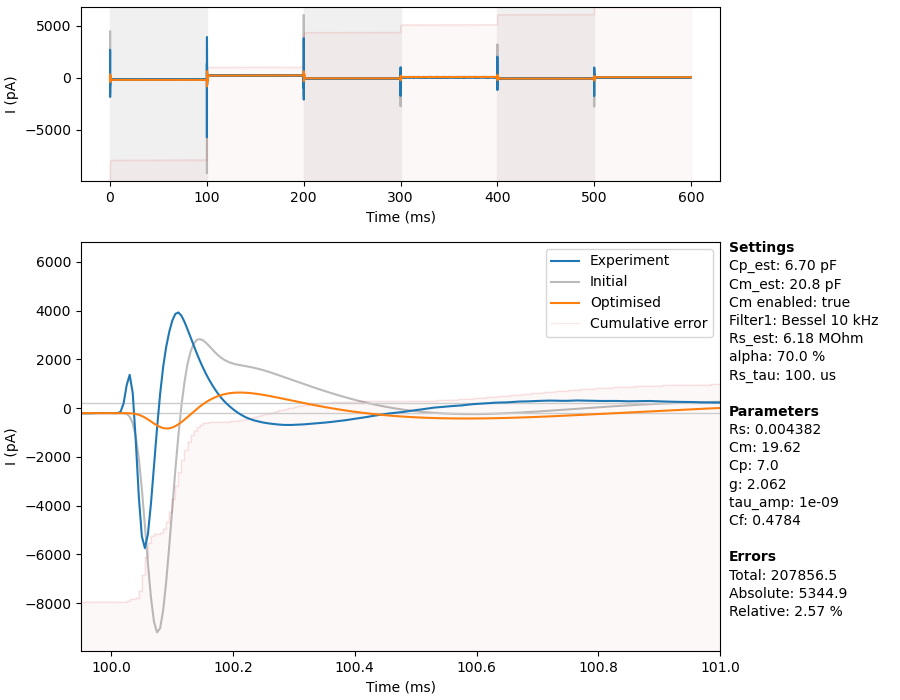 5000
0
−5000
I (pA)
0 100 200 300 400 500 600
Time (ms)
6000
4000
2000
0
−2000
−4000
−6000
−8000
I (pA)
Experiment
Initial
Optimised
Cumulative error
100.0 100.2 100.4 100.6 100.8 101.0
Time (ms)
Settings
Cp_est: 6.70 pF
Cm_est: 20.8 pF
Cm enabled: true
Filter1: Bessel 10 kHz
Rs_est: 6.18 MOhm
alpha: 70.0 %
Rs_tau: 100. us
Parameters
Rs: 0.004382
Cm: 19.62
Cp: 7.0
g: 2.062
tau_amp: 1e-09
Cf: 0.4784
Errors
Total: 207856.5
Absolute: 5344.9
Relative: 2.57 %